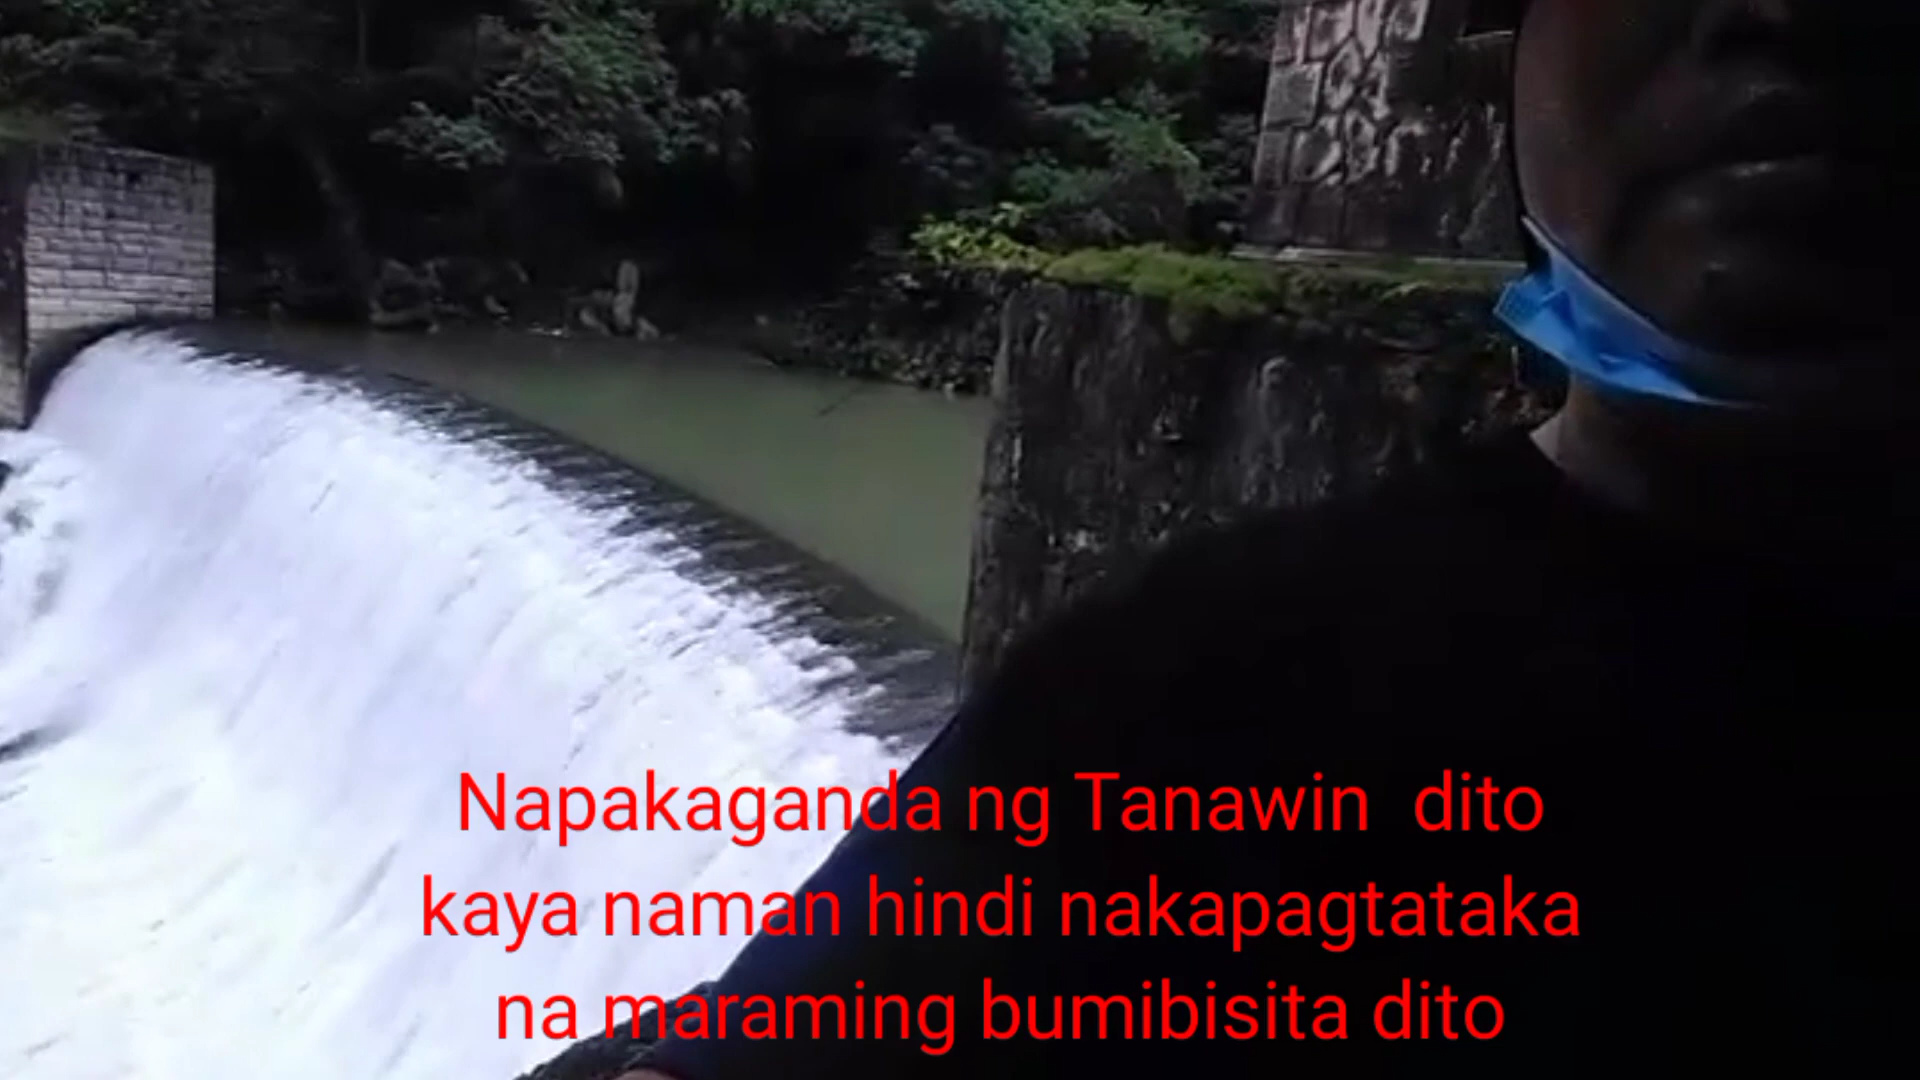 Napakaganda ng Tanawin  dito
kaya naman hindi nakapagtataka
na maraming bumibisita dito